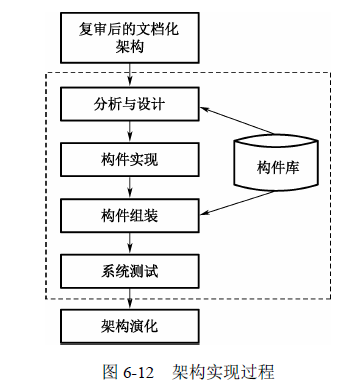 复审后的文档化
架构
分析与设计
构件实现
构件库
构件组装
系统测试
架构演化
图 6-12 架构实现过程